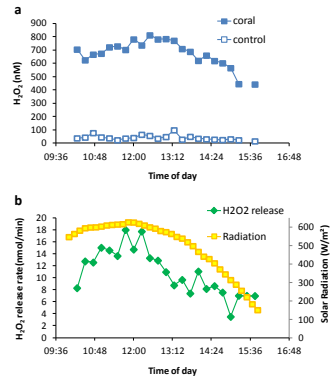 a
coral
control
H₂O₂ (nM)
900
800
700
600
500
400
300
200
100
0
09:36 10:48 12:00 13:12 14:24 15:36 16:48
Time of day
b
H2O2 release
Radiation
H₂O₂ release rate(nmol/min)
20
18
16
14
12
10
8
6
4
2
0
600
500
400
300
200
100
0
Solar Radiation (W/m²)
09:36 10:48 12:00 13:12 14:24 15:36 16:48
Time of day